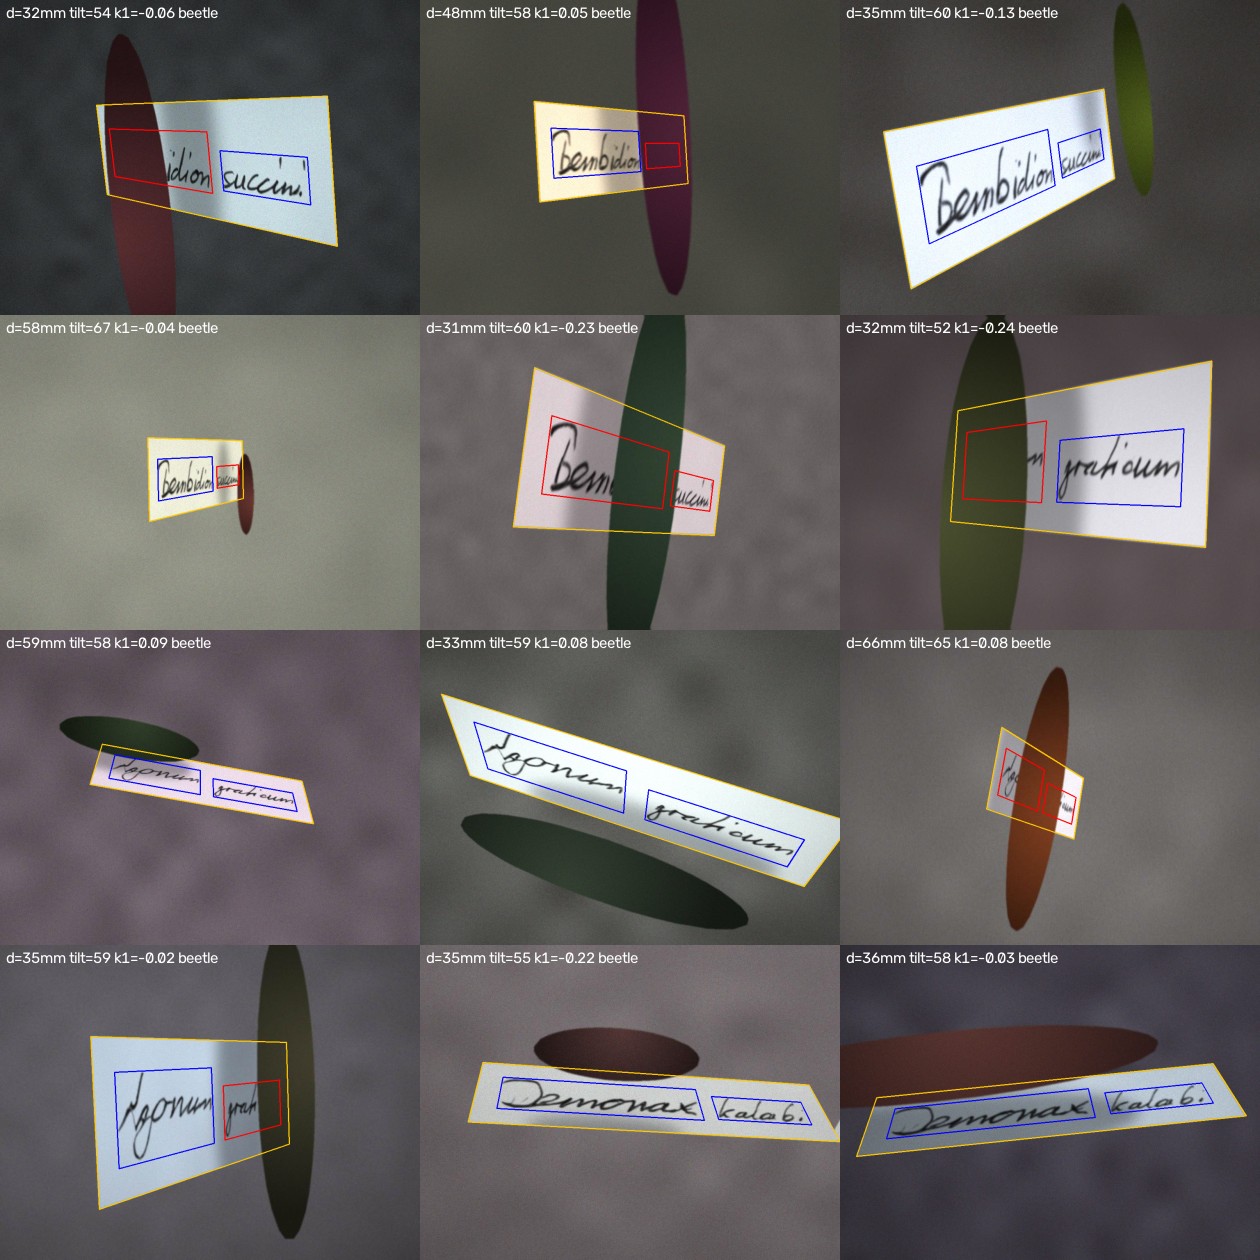 d=32mm tilt=54 k1=-0.06 beetle
idion succini.
d=48mm tilt=58 k1=0.05 beetle
Bembidion
d=35mm tilt=60 k1=-0.13 beetle
Bembidion succini.
d=58mm tilt=67 k1=-0.04 beetle
Bembidion succini
d=31mm tilt=60 k1=-0.23 beetle
Bem succini.
d=32mm tilt=52 k1=-0.24 beetle
m graticum
d=59mm tilt=58 k1=0.09 beetle
Agonum graticum
d=33mm tilt=59 k1=0.08 beetle
Agonum graticum
d=66mm tilt=65 k1=0.08 beetle
Ago
d=35mm tilt=59 k1=-0.02 beetle
Agonum grati
d=35mm tilt=55 k1=-0.22 beetle
Demonax kalab.
d=36mm tilt=58 k1=-0.03 beetle
Demonax kalab.